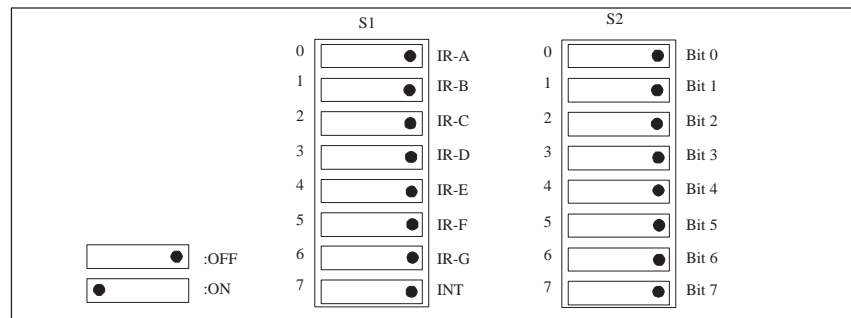 S1 S2
0 IR-A 0 Bit 0
1 IR-B 1 Bit 1
2 IR-C 2 Bit 2
3 IR-D 3 Bit 3
4 IR-E 4 Bit 4
5 IR-F 5 Bit 5
:OFF 6 IR-G 6 Bit 6
:ON 7 INT 7 Bit 7